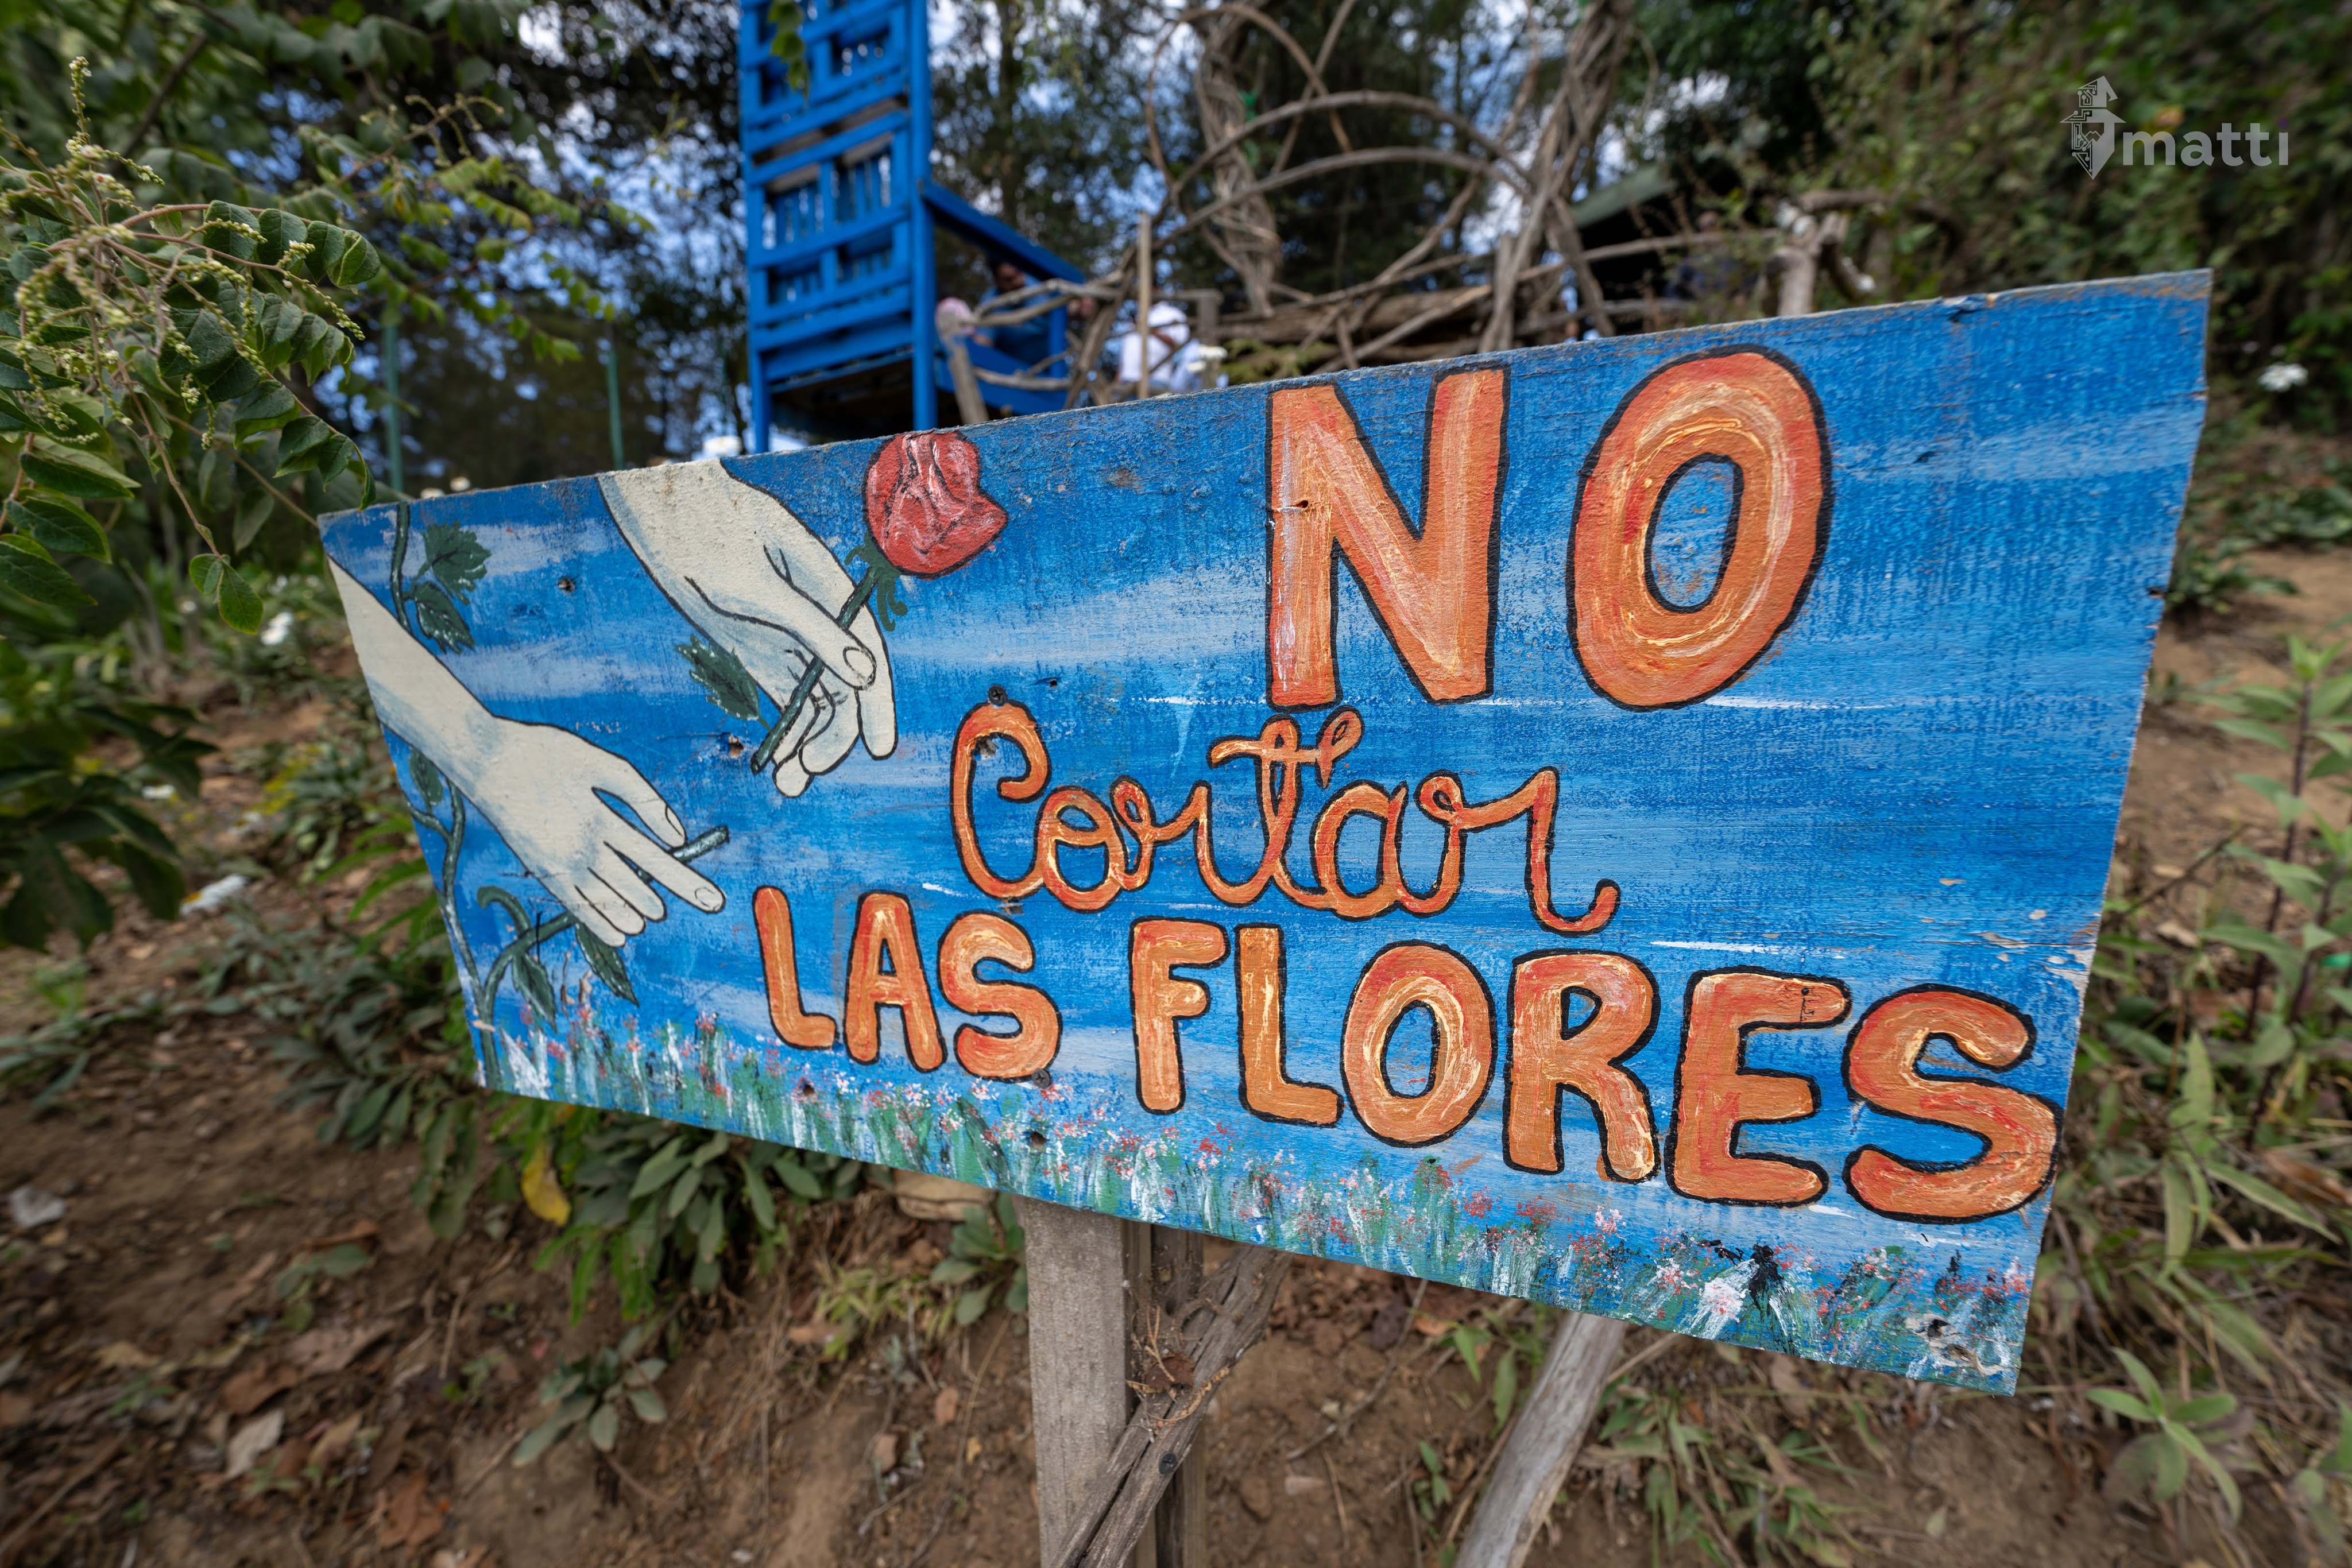 matti
NO
Cortar
LAS FLORES